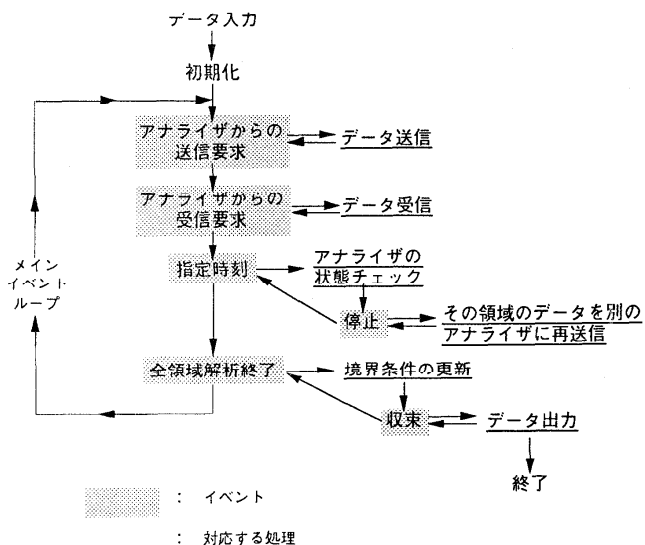 データ入力
初期化
アナライザからの
送信要求
データ送信
アナライザからの
受信要求
データ受信
メイン
イベント
ループ
指定時刻
アナライザの
状態チェック
停止
その領域のデータを別の
アナライザに再送信
全領域解析終了
境界条件の更新
収束
データ出力
終了
: イベント
: 対応する処理